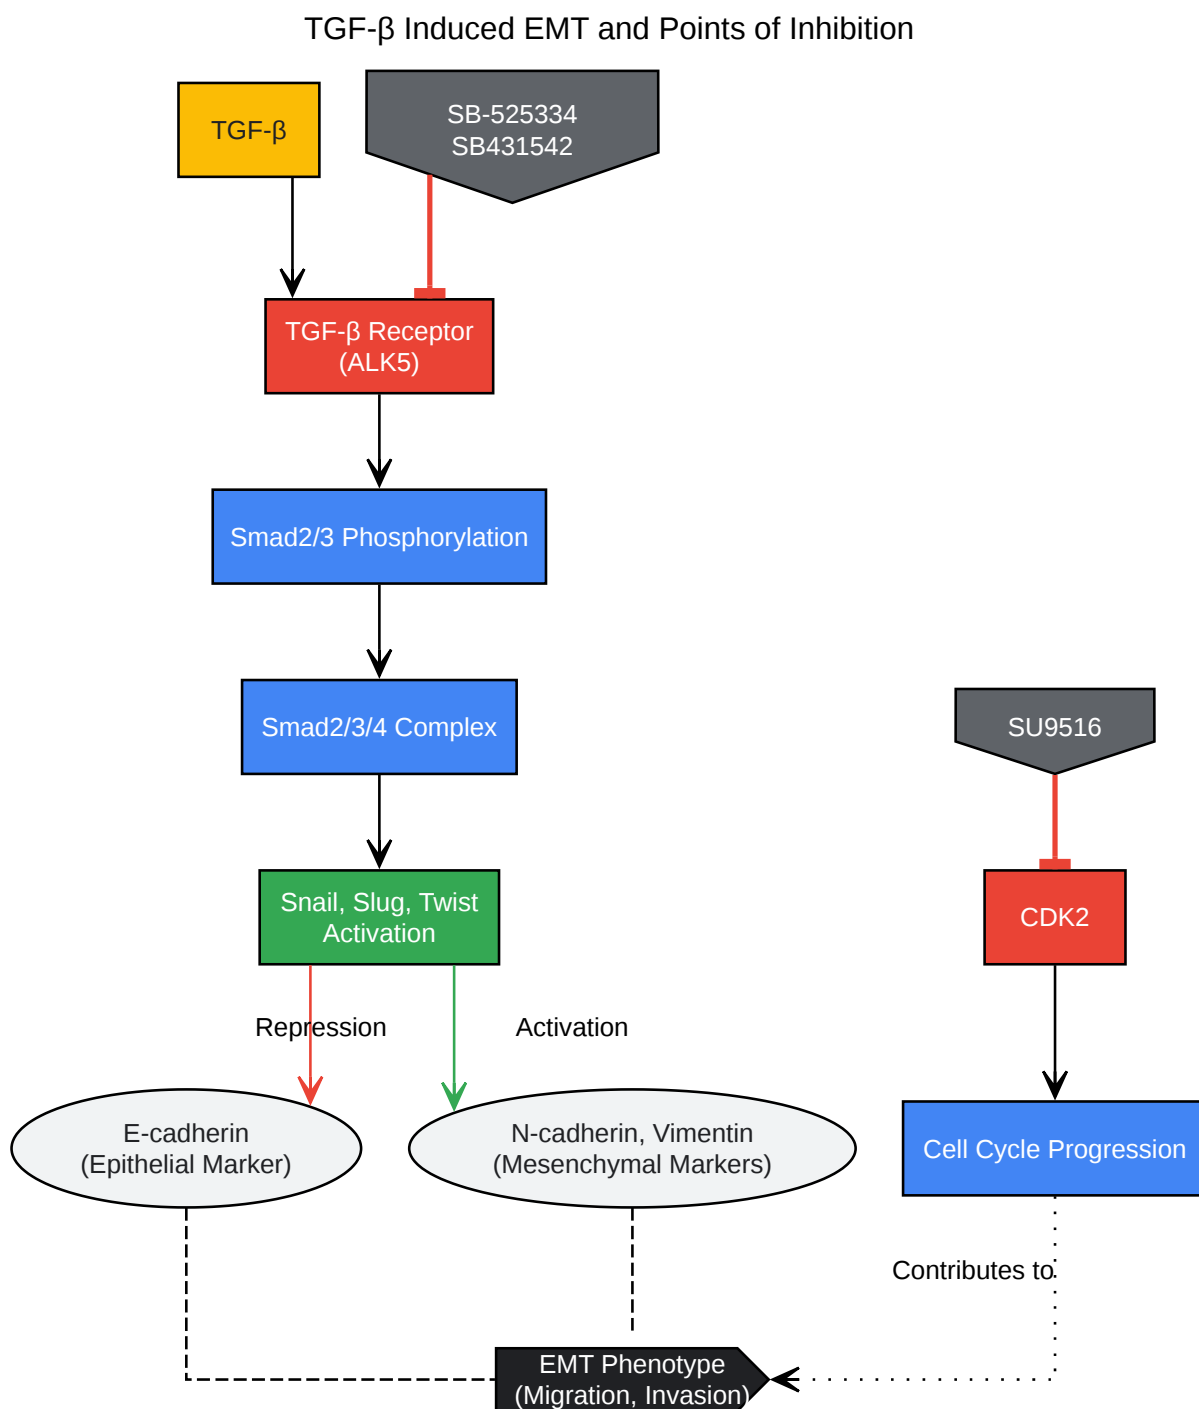 TGF-β Induced EMT and Points of Inhibition
TGF-β
SB-525334
SB431542
TGF-β Receptor
(ALK5)
Smad2/3 Phosphorylation
Smad2/3/4 Complex
SU9516
Snail, Slug, Twist
Activation
CDK2
Repression
Activation
E-cadherin
(Epithelial Marker)
N-cadherin, Vimentin
(Mesenchymal Markers)
Cell Cycle Progression
Contributes to
EMT Phenotype
(Migration, Invasion)